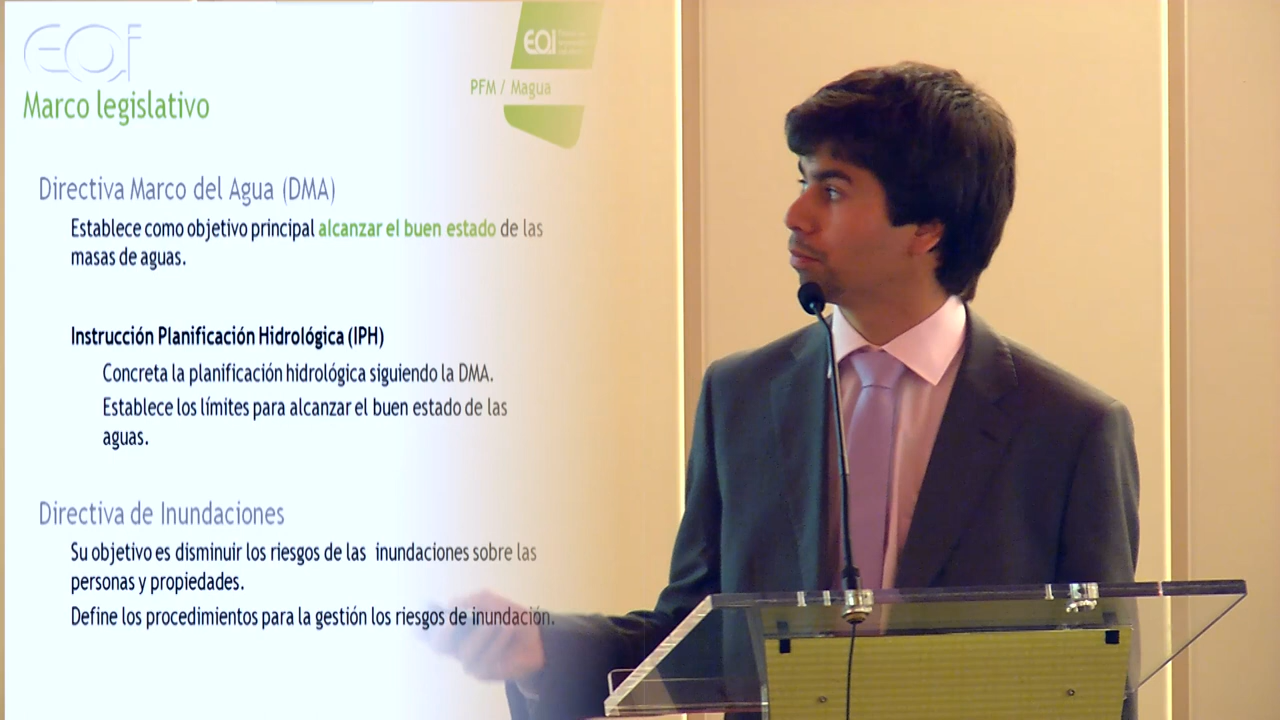 EOI
EOI
PFM / Magua
Marco legislativo
Directiva Marco del Agua (DMA)
Establece como objetivo principal alcanzar el buen estado de las
masas de aguas.
Instrucción Planificación Hidrológica (IPH)
Concreta la planificación hidrológica siguiendo la DMA.
Establece los límites para alcanzar el buen estado de las
aguas.
Directiva de Inundaciones
Su objetivo es disminuir los riesgos de las inundaciones sobre las
personas y propiedades.
Define los procedimientos para la gestión los riesgos de inundación.